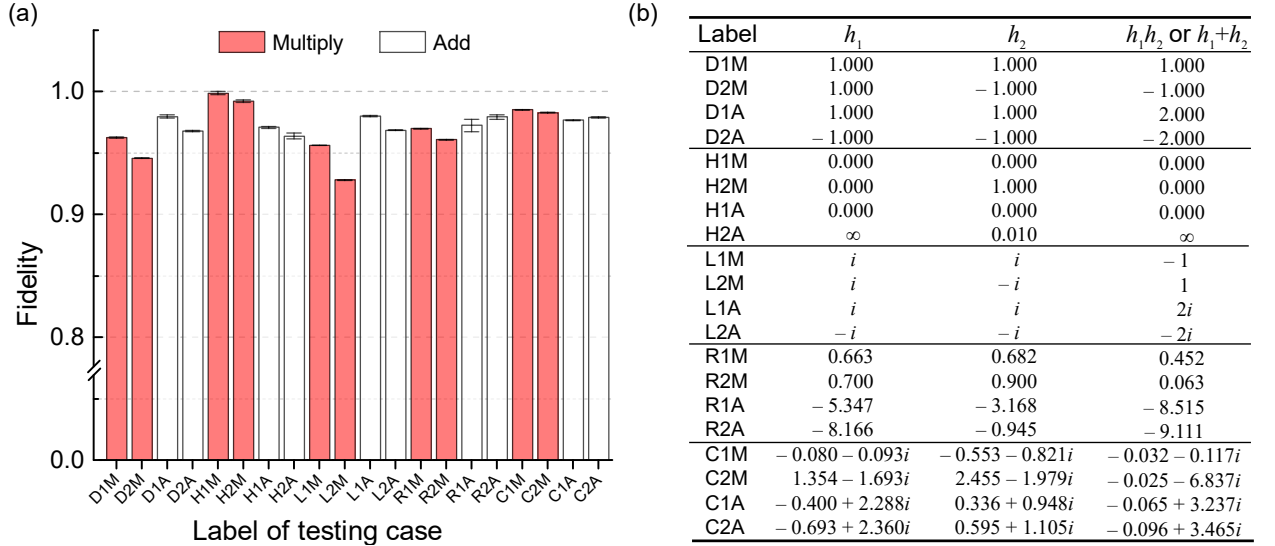 (a)
Multiply
Add
1.0
0.9
0.8
0.0
Fidelity
D1M D2M D1A D2A H1M H2M H1A H2A L1M L2M L1A L2A R1M R2M R1A R2A C1M C2M C1A C2A
Label of testing case
(b)
Label h₁ h₂ h₁h₂ or h₁+h₂
D1M 1.000 1.000 1.000
D2M 1.000 – 1.000 – 1.000
D1A 1.000 1.000 2.000
D2A – 1.000 – 1.000 – 2.000
H1M 0.000 0.000 0.000
H2M 0.000 1.000 0.000
H1A 0.000 0.000 0.000
H2A ∞ 0.010 ∞
L1M i i – 1
L2M i – i 1
L1A i i 2i
L2A – i – i – 2i
R1M 0.663 0.682 0.452
R2M 0.700 0.900 0.063
R1A – 5.347 – 3.168 – 8.515
R2A – 8.166 – 0.945 – 9.111
C1M – 0.080 – 0.093i – 0.553 – 0.821i – 0.032 – 0.117i
C2M 1.354 – 1.693i 2.455 – 1.979i – 0.025 – 6.837i
C1A – 0.400 + 2.288i 0.336 + 0.948i – 0.065 + 3.237i
C2A – 0.693 + 2.360i 0.595 + 1.105i – 0.096 + 3.465i